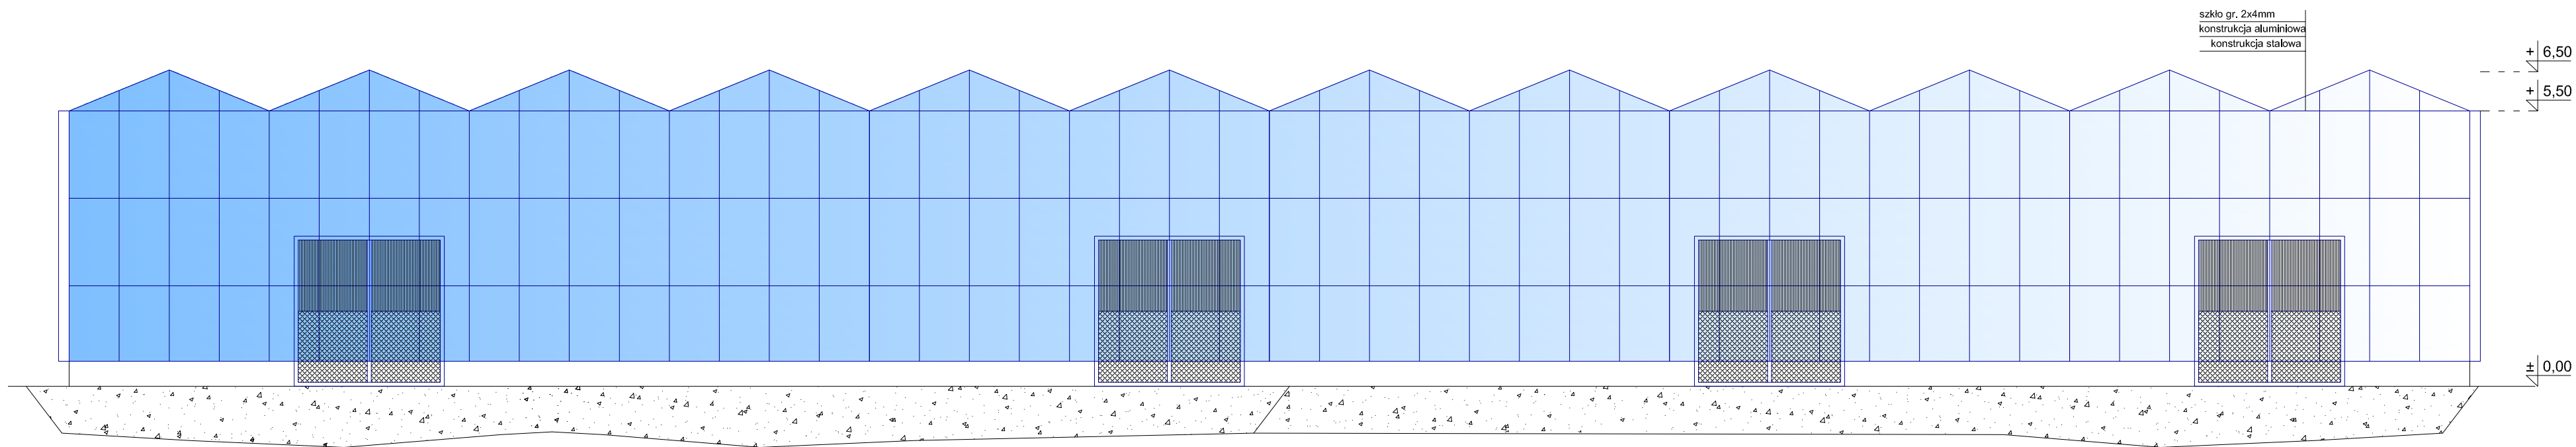 szkło gr. 2x4mm
konstrukcja aluminiowa
konstrukcja stalowa
+ 6,50
+ 5,50
± 0,00